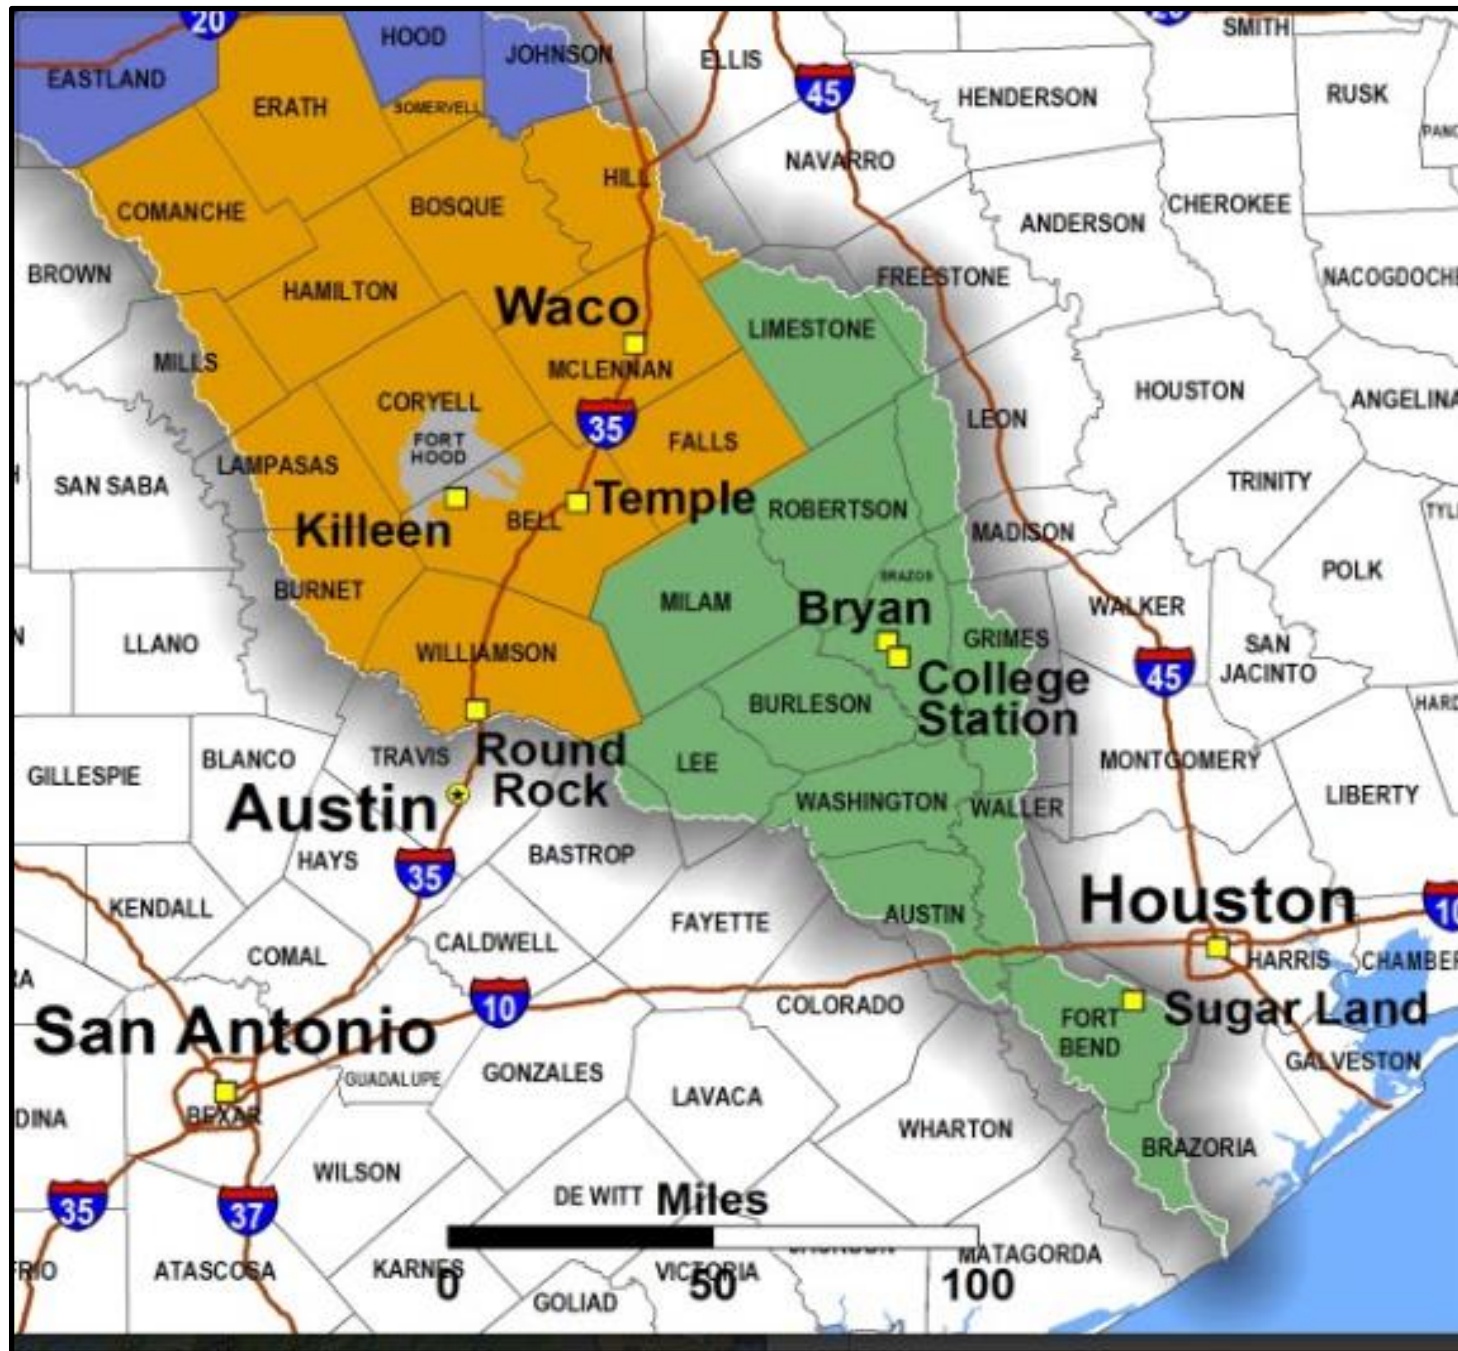 20
HOOD
JOHNSON
SMITH
EASTLAND
ELLIS
45
ERATH
SOMERVELL
HENDERSON
RUSK
NAVARRO
HILL
COMANCHE
BOSQUE
ANDERSON
CHEROKEE
BROWN
HAMILTON
FREESTONE
Waco
LIMESTONE
MILLS
MCLENNAN
CORYELL
HOUSTON
ANGELINA
FORT
HOOD
35
FALLS
LEON
LAMPASAS
SAN SABA
TRINITY
Killeen
BELL
Temple
ROBERTSON
MADISON
BURNET
BRAZOS
POLK
MILAM
Bryan
WALKER
LLANO
WILLIAMSON
GRIMES
SAN
JACINTO
45
College
Station
BURLESON
BLANCO
TRAVIS
Round
Rock
LEE
MONTGOMERY
GILLESPIE
Austin
WASHINGTON
WALLER
LIBERTY
HAYS
35
BASTROP
KENDALL
Houston
AUSTIN
FAYETTE
10
COMAL
CALDWELL
HARRIS
10
COLORADO
San Antonio
FORT
BEND
Sugar Land
GUADALUPE
GONZALES
GALVESTON
BEXAR
LAVACA
WHARTON
BRAZORIA
WILSON
35
37
DE WITT
Miles
ATASCOSA
KARNES
VICTORIA
MATAGORDA
0
50
100
GOLIAD